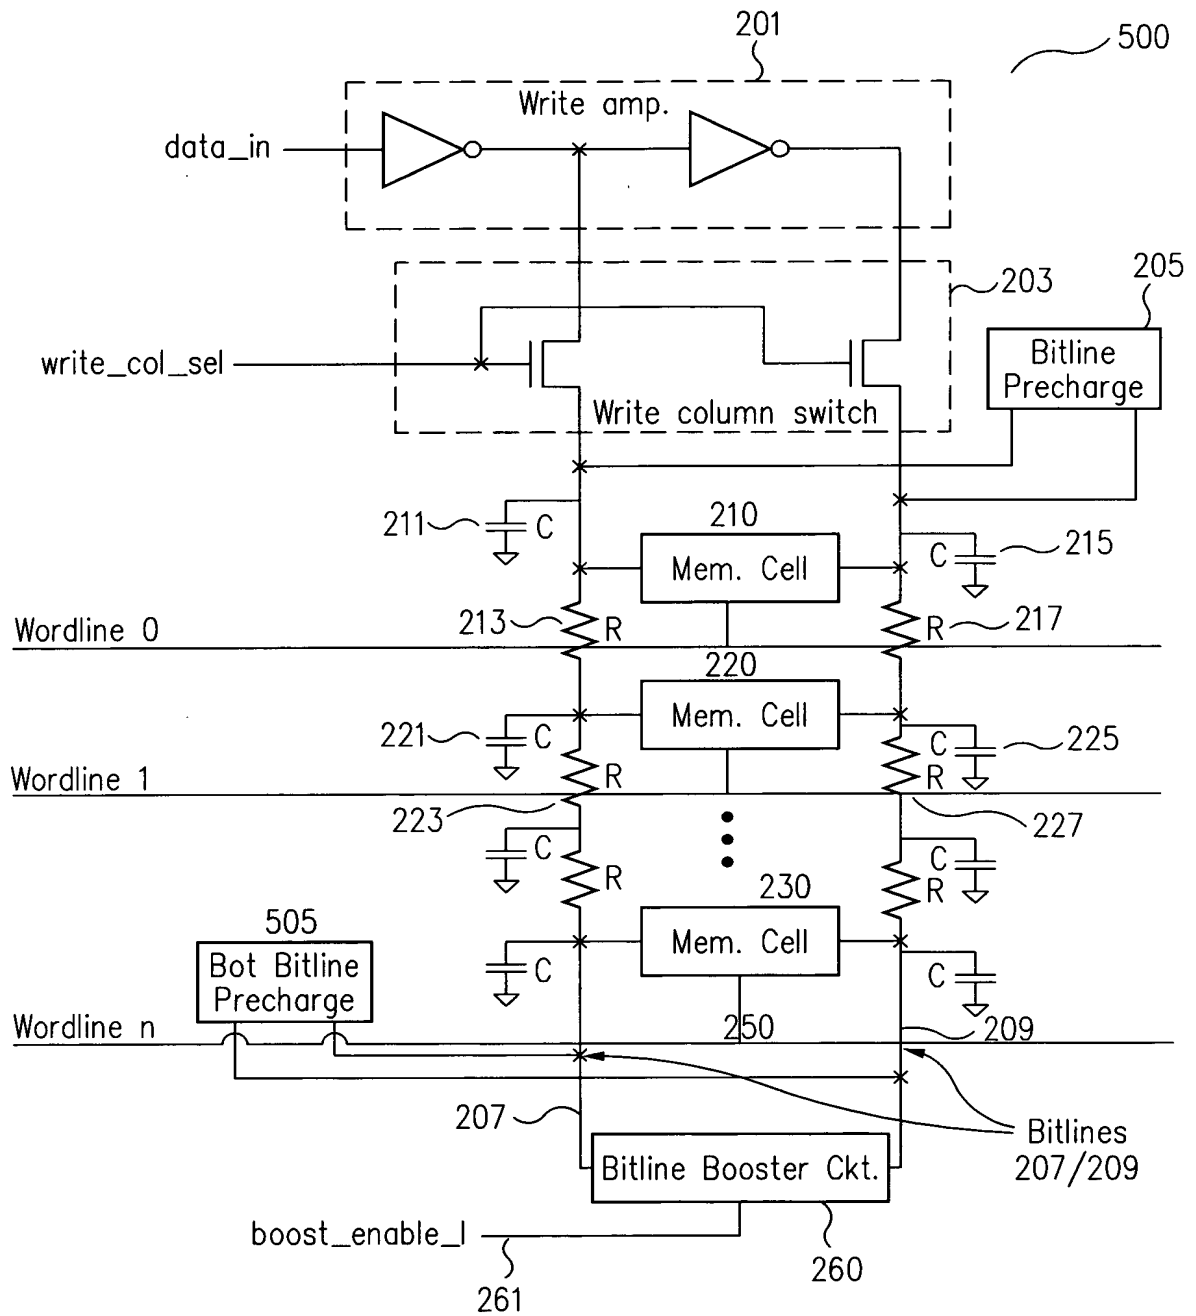 201
500
Write amp.
data_in
205
203
write_col_sel
Bitline
Precharge
Write column switch
211
C
210
Mem. Cell
C
215
Wordline 0
213
R
R
217
220
221
C
Mem. Cell
C
225
Wordline 1
R
R
223
227
C
C
R
R
230
505
Bot Bitline
Precharge
C
Mem. Cell
C
Wordline n
250
209
207
Bitlines
207/209
Bitline Booster Ckt.
boost_enable_l
261
260